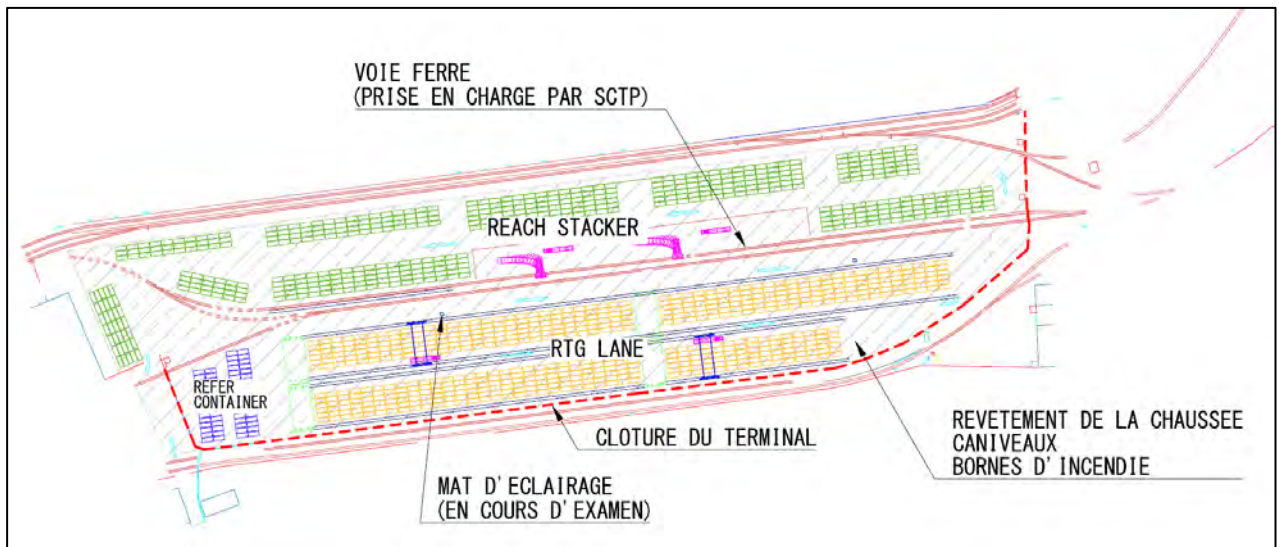 VOIE FERRE
(PRISE EN CHARGE PAR SCTP)
REACH STACKER
RTG LANE
REFER
CONTAINER
CLOTURE DU TERMINAL
REVETEMENT DE LA CHAUSSEE
CANIVEAUX
BORNES D'INCENDIE
MAT D'ECLAIRAGE
(EN COURS D'EXAMEN)